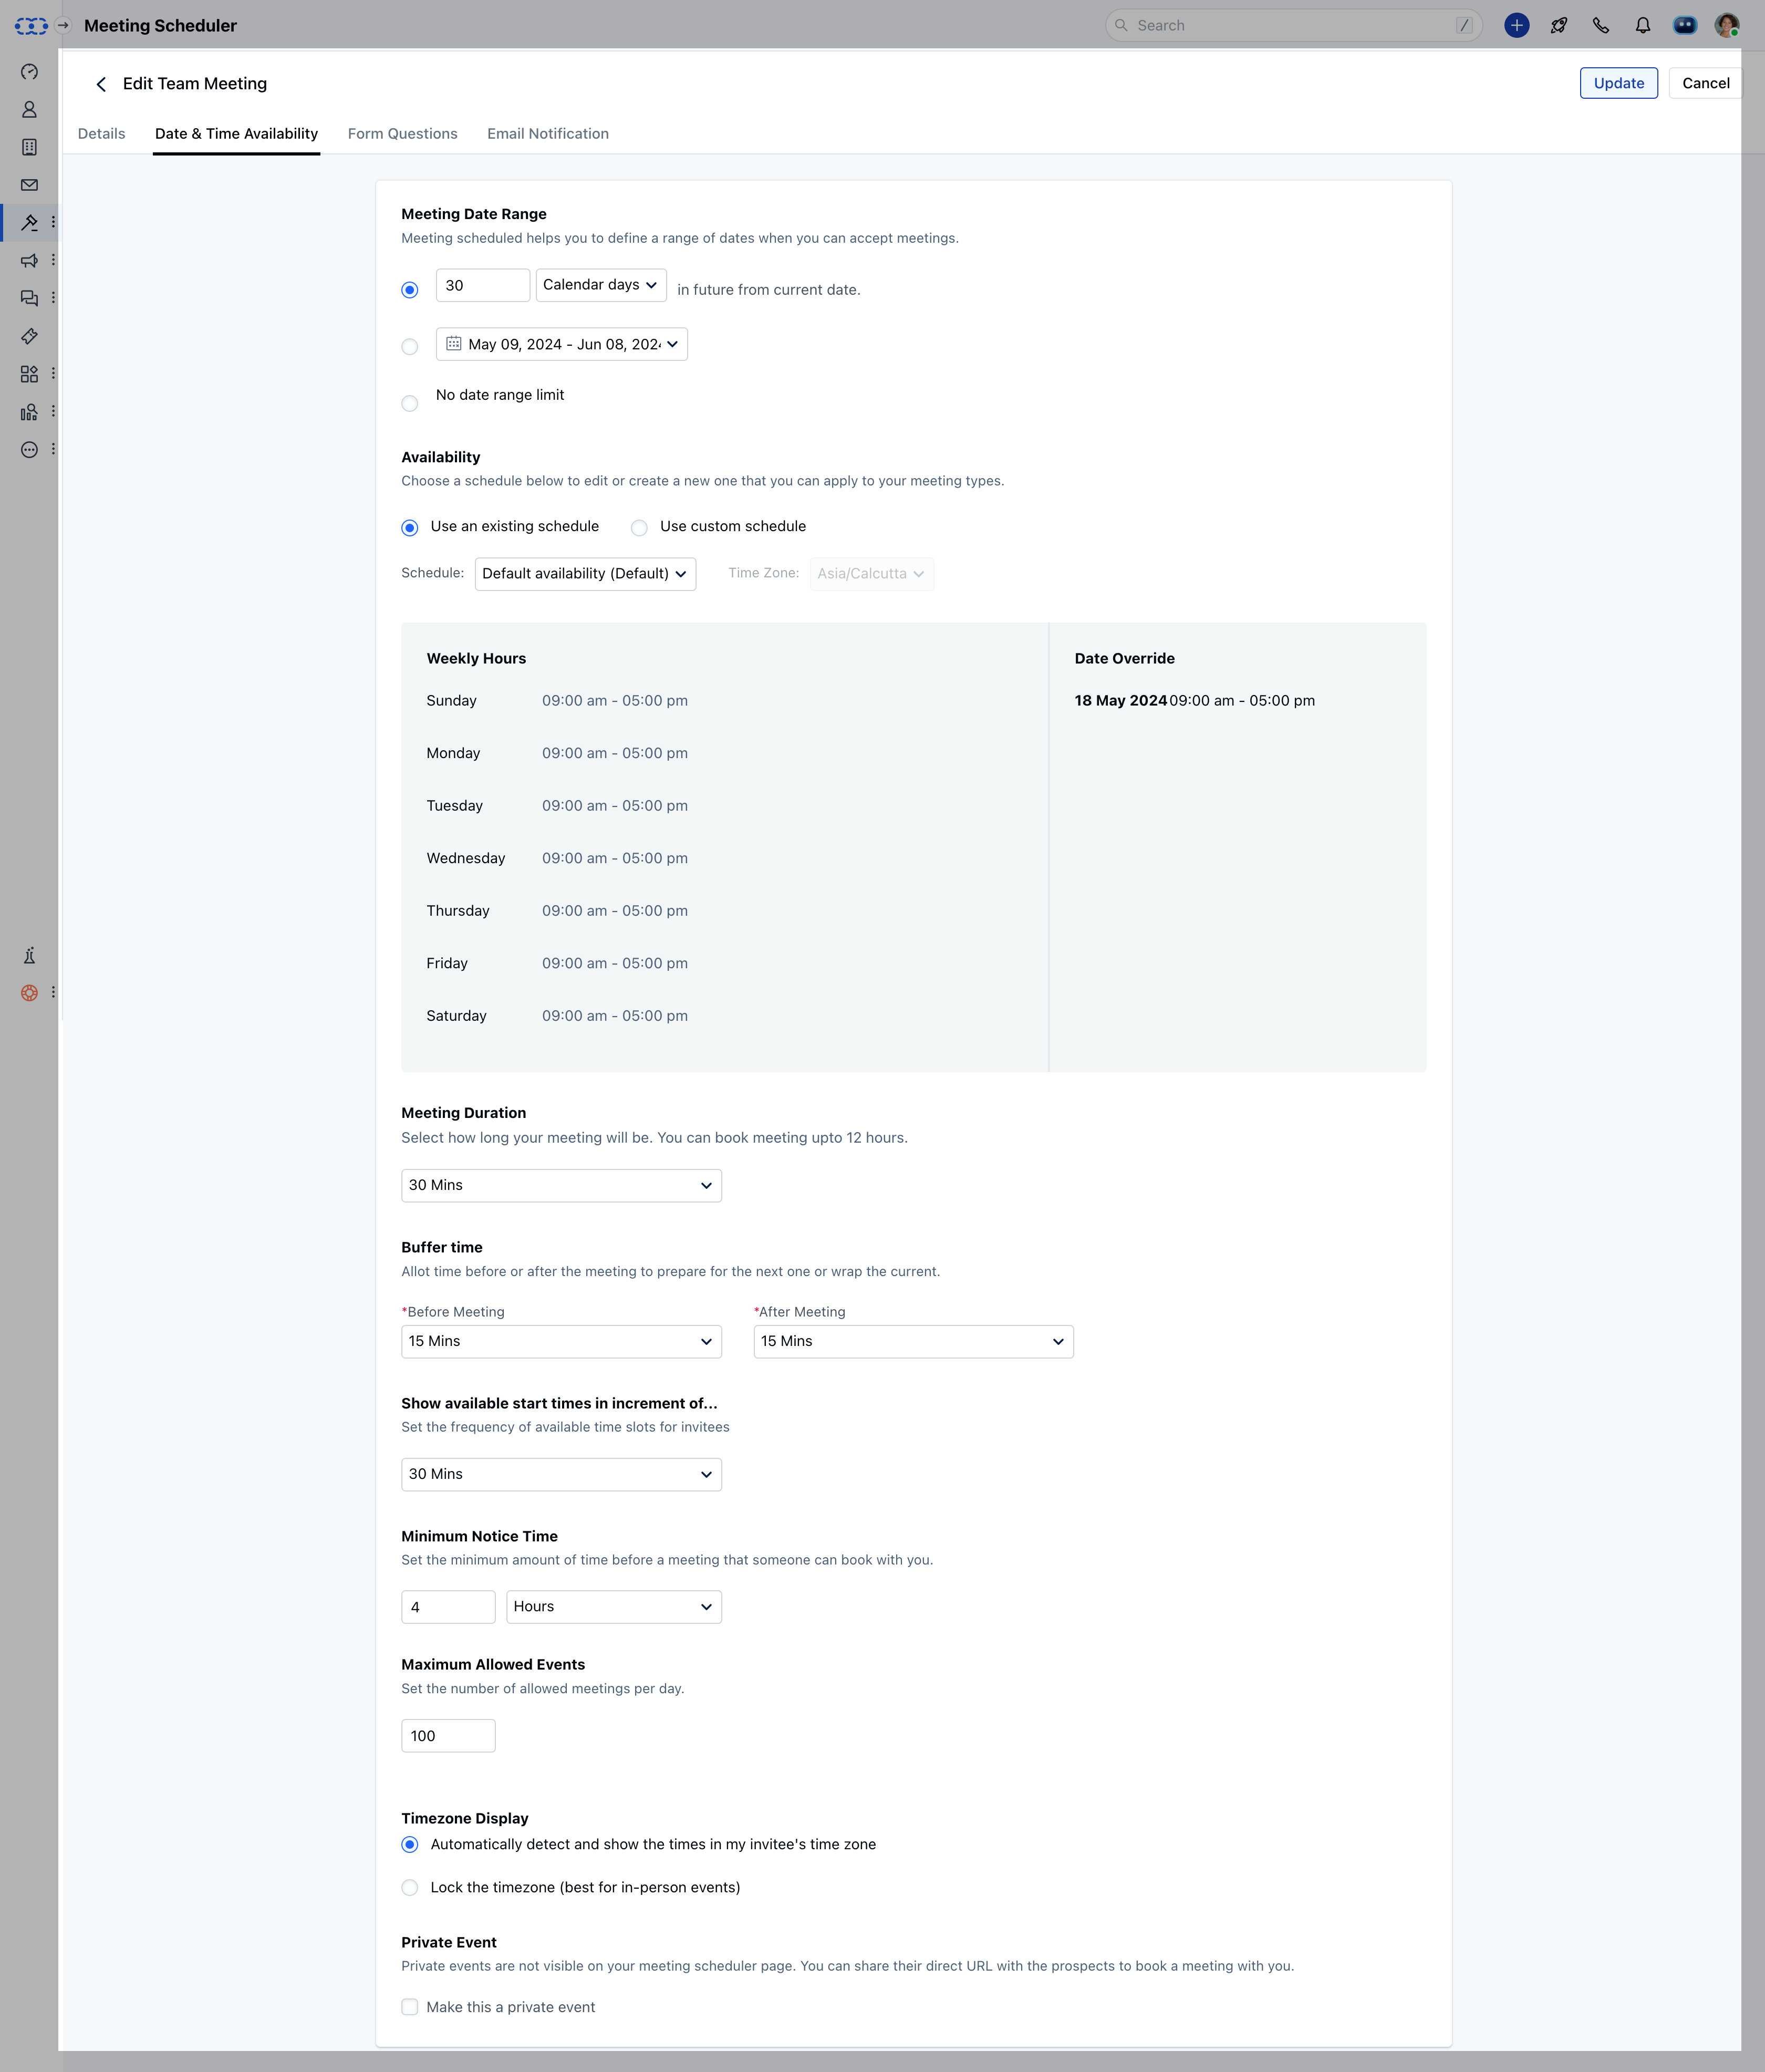 Meeting Scheduler
Search
/
Edit Team Meeting
Update
Cancel
Details
Date & Time Availability
Form Questions
Email Notification
Meeting Date Range
Meeting scheduled helps you to define a range of dates when you can accept meetings.
30
Calendar days
in future from current date.
May 09, 2024 - Jun 08, 202
No date range limit
Availability
Choose a schedule below to edit or create a new one that you can apply to your meeting types.
Use an existing schedule
Use custom schedule
Schedule:
Default availability (Default)
Time Zone:
Asia/Calcutta
Weekly Hours
Sunday 09:00 am - 05:00 pm
Monday 09:00 am - 05:00 pm
Tuesday 09:00 am - 05:00 pm
Wednesday 09:00 am - 05:00 pm
Thursday 09:00 am - 05:00 pm
Friday 09:00 am - 05:00 pm
Saturday 09:00 am - 05:00 pm
Date Override
18 May 2024 09:00 am - 05:00 pm
Meeting Duration
Select how long your meeting will be. You can book meeting upto 12 hours.
30 Mins
Buffer time
Allot time before or after the meeting to prepare for the next one or wrap the current.
*Before Meeting
15 Mins
*After Meeting
15 Mins
Show available start times in increment of...
Set the frequency of available time slots for invitees
30 Mins
Minimum Notice Time
Set the minimum amount of time before a meeting that someone can book with you.
4
Hours
Maximum Allowed Events
Set the number of allowed meetings per day.
100
Timezone Display
Automatically detect and show the times in my invitee's time zone
Lock the timezone (best for in-person events)
Private Event
Private events are not visible on your meeting scheduler page. You can share their direct URL with the prospects to book a meeting with you.
Make this a private event